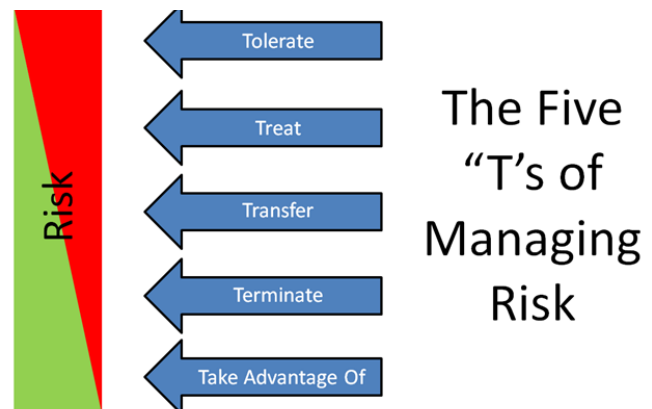 Risk
Tolerate
Treat
Transfer
Terminate
Take Advantage Of
The Five
“T’s of
Managing
Risk